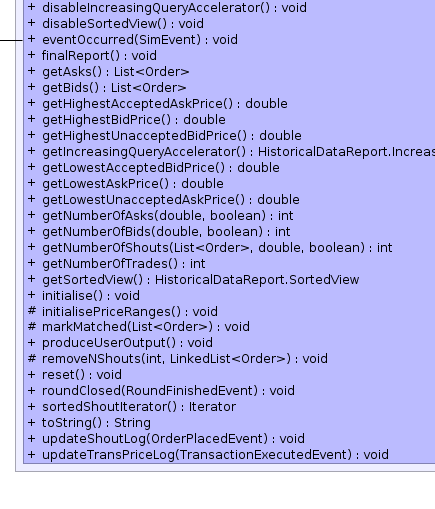 + disableIncreasingQueryAccelerator() : void
+ disableSortedView() : void
+ eventOccurred(SimEvent) : void
+ finalReport() : void
+ getAsks() : List<Order>
+ getBids() : List<Order>
+ getHighestAcceptedAskPrice() : double
+ getHighestBidPrice() : double
+ getHighestUnacceptedBidPrice() : double
+ getIncreasingQueryAccelerator() : HistoricalDataReport.Increas
+ getLowestAcceptedBidPrice() : double
+ getLowestAskPrice() : double
+ getLowestUnacceptedAskPrice() : double
+ getNumberOfAsks(double, boolean) : int
+ getNumberOfBids(double, boolean) : int
+ getNumberOfShouts(List<Order>, double, boolean) : int
+ getNumberOfTrades() : int
+ getSortedView() : HistoricalDataReport.SortedView
+ initialise() : void
# initialisePriceRanges() : void
# markMatched(List<Order>) : void
+ produceUserOutput() : void
# removeNShouts(int, LinkedList<Order>) : void
+ reset() : void
+ roundClosed(RoundFinishedEvent) : void
+ sortedShoutIterator() : Iterator
+ toString() : String
+ updateShoutLog(OrderPlacedEvent) : void
+ updateTransPriceLog(TransactionExecutedEvent) : void